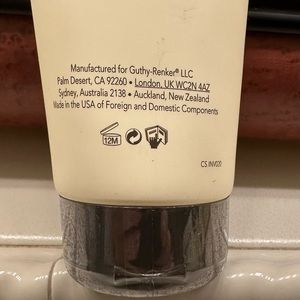 Manufactured for Guthy-Renker® LLC
Palm Desert, CA 92260 • London, UK WC2N 4AZ
Sydney, Australia 2138 • Auckland, New Zealand
Made in the USA of Foreign and Domestic Components
12M
CS.INV020